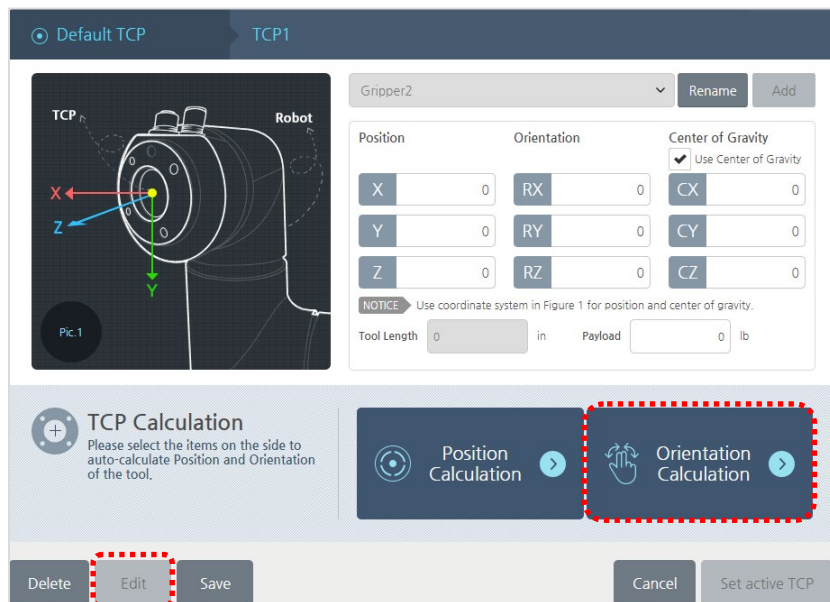 Default TCP
TCP1
TCP
Robot
X
Z
Y
Pic.1
Gripper2
Rename
Add
Position
Orientation
Center of Gravity
Use Center of Gravity
X 0 RX 0 CX 0
Y 0 RY 0 CY 0
Z 0 RZ 0 CZ 0
NOTICE Use coordinate system in Figure 1 for position and center of gravity.
Tool Length 0 in Payload 0 lb
TCP Calculation
Please select the items on the side to
auto-calculate Position and Orientation
of the tool.
Position
Calculation
Orientation
Calculation
Delete
Edit
Save
Cancel
Set active TCP